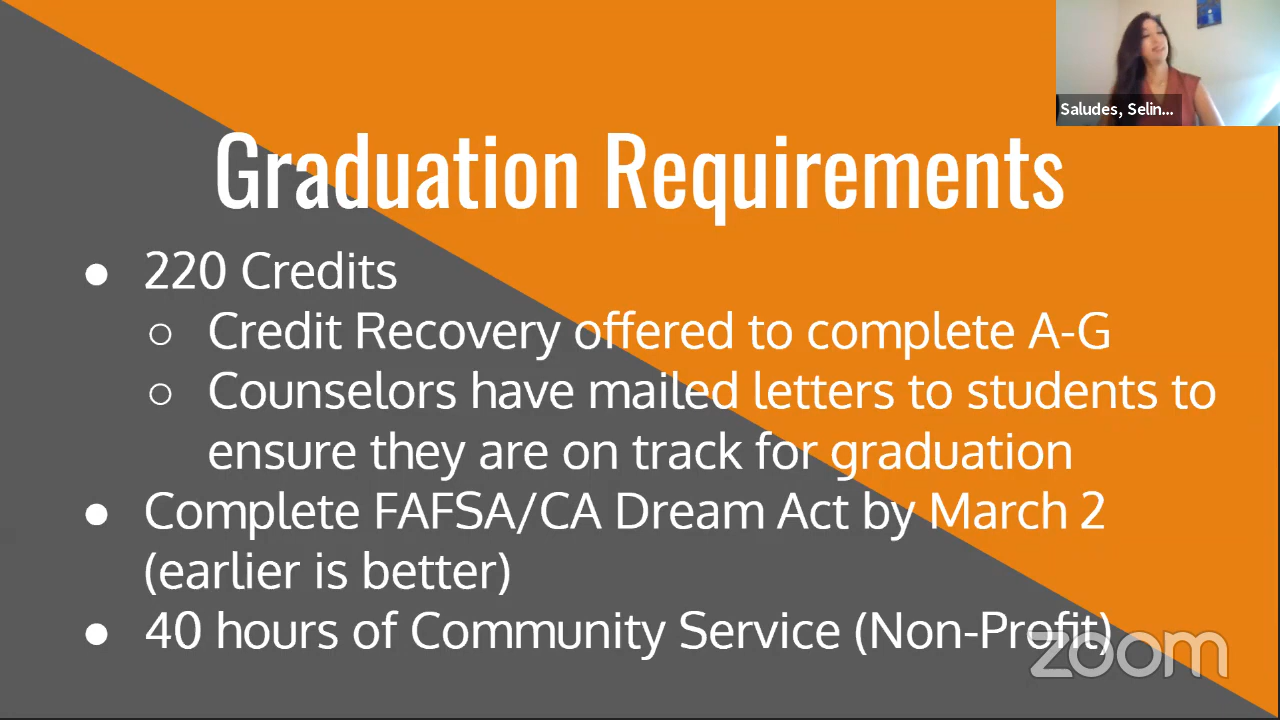 Saludes, Selin...
Graduation Requirements
● 220 Credits
○ Credit Recovery offered to complete A-G
○ Counselors have mailed letters to students to
ensure they are on track for graduation
● Complete FAFSA/CA Dream Act by March 2
(earlier is better)
● 40 hours of Community Service (Non-Profit)
zoom